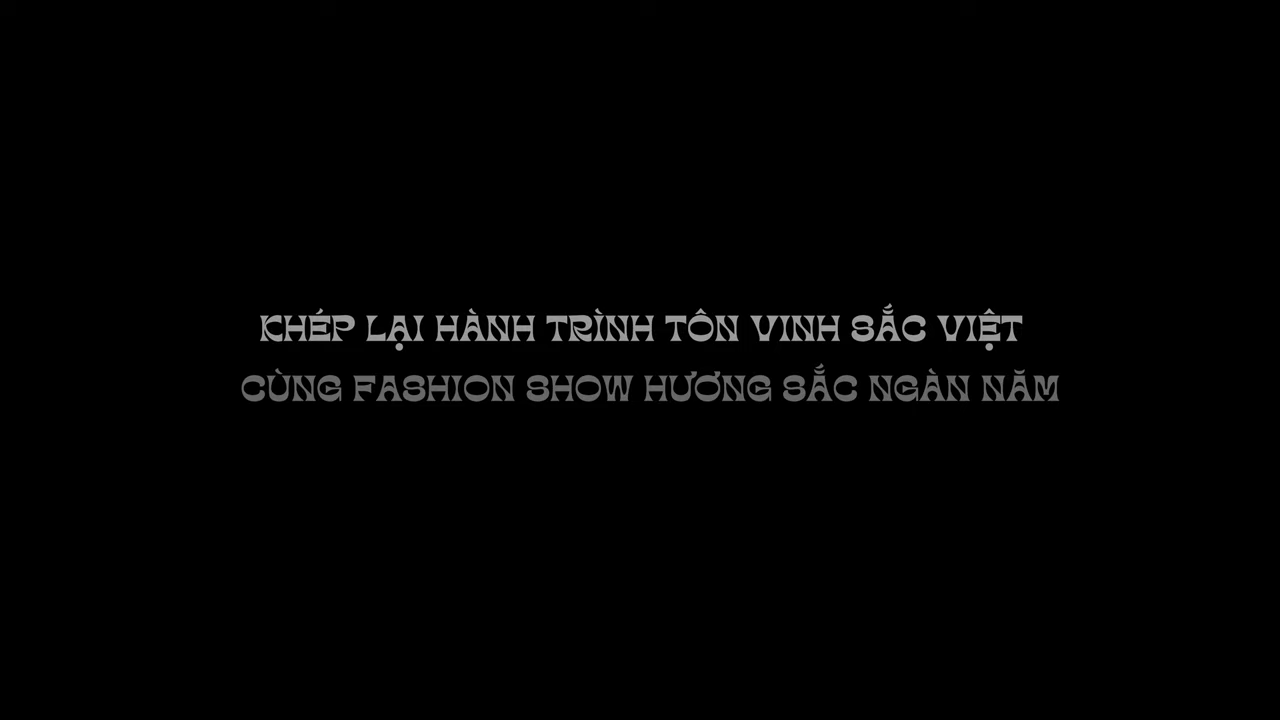 KHÉP LẠI HÀNH TRÌNH TÔN VINH SẮC VIỆT
CÙNG FASHION SHOW HƯƠNG SẮC NGÀN NĂM